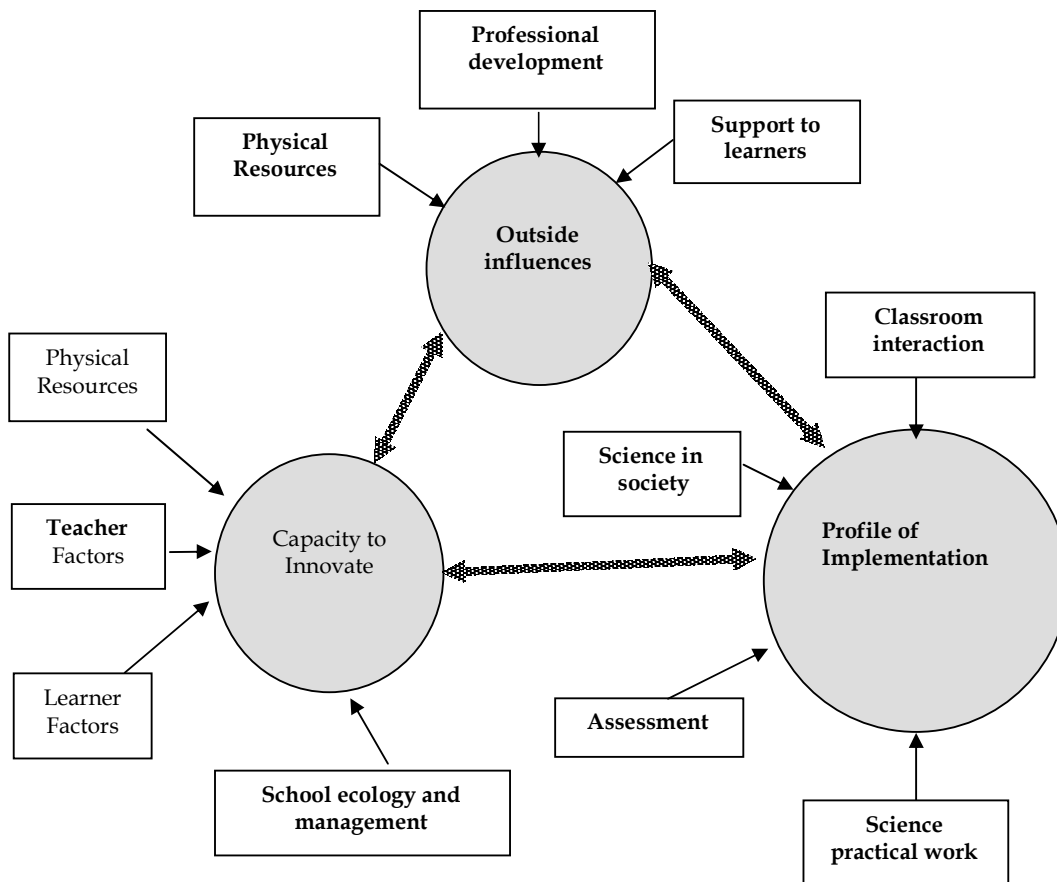 Professional
development
Physical
Resources
Support to
learners
Outside
influences
Classroom
interaction
Physical
Resources
Science in
society
Teacher
Factors
Capacity to
Innovate
Profile of
Implementation
Learner
Factors
Assessment
School ecology and
management
Science
practical work